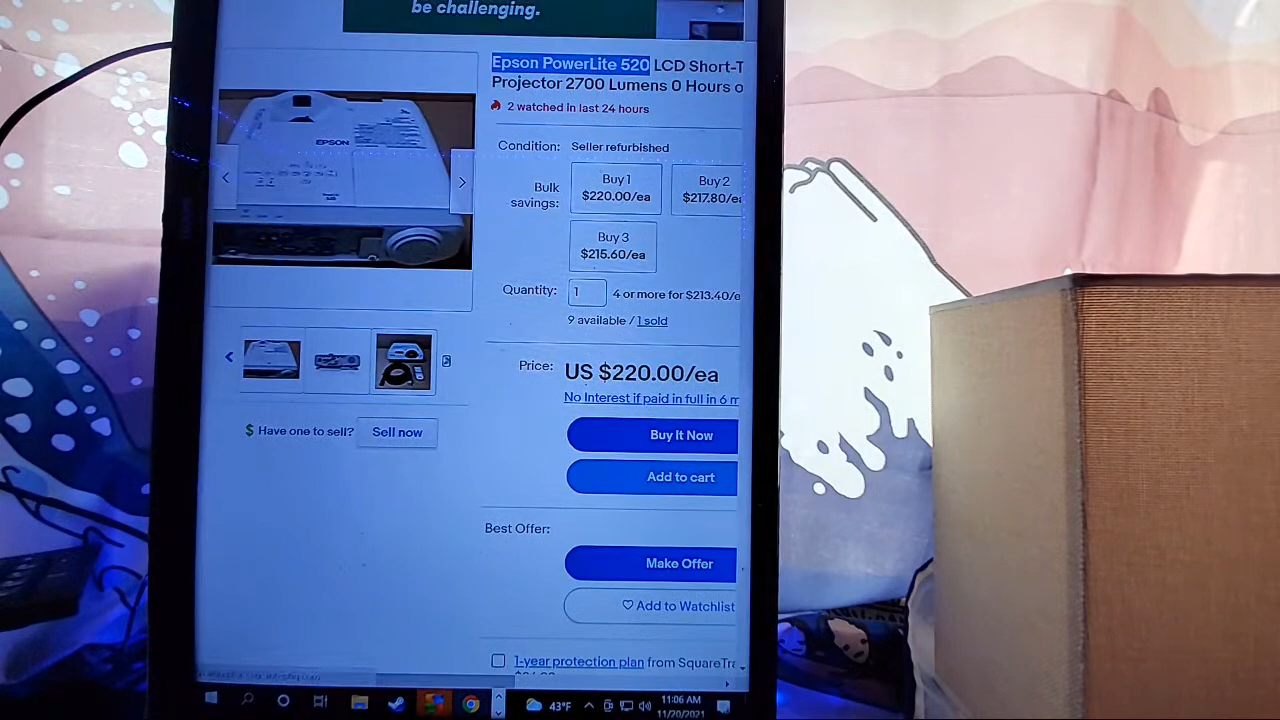 be challenging.
Epson PowerLite 520 LCD Short-T
Projector 2700 Lumens 0 Hours o
2 watched in last 24 hours
EPSON
Condition: Seller refurbished
Bulk savings:
Buy 1
$220.00/ea
Buy 2
$217.80/ea
Buy 3
$215.60/ea
Quantity: 1 4 or more for $213.40/e
9 available / 1 sold
Price: US $220.00/ea
No Interest if paid in full in 6 m
$ Have one to sell? Sell now
Buy It Now
Add to cart
Best Offer:
Make Offer
Add to Watchlist
1-year protection plan from SquareTra
43°F
11:06 AM
11/20/2021